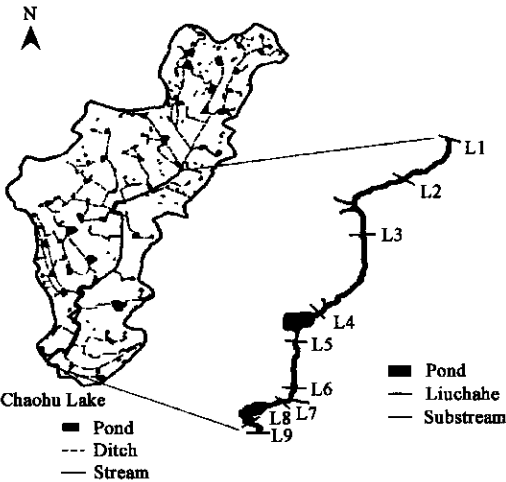 N
L1
L2
L3
L4
L5
L6
L7
L8
L9
Chaohu Lake
Pond
Ditch
Stream
Pond
Liuchahe
Substream